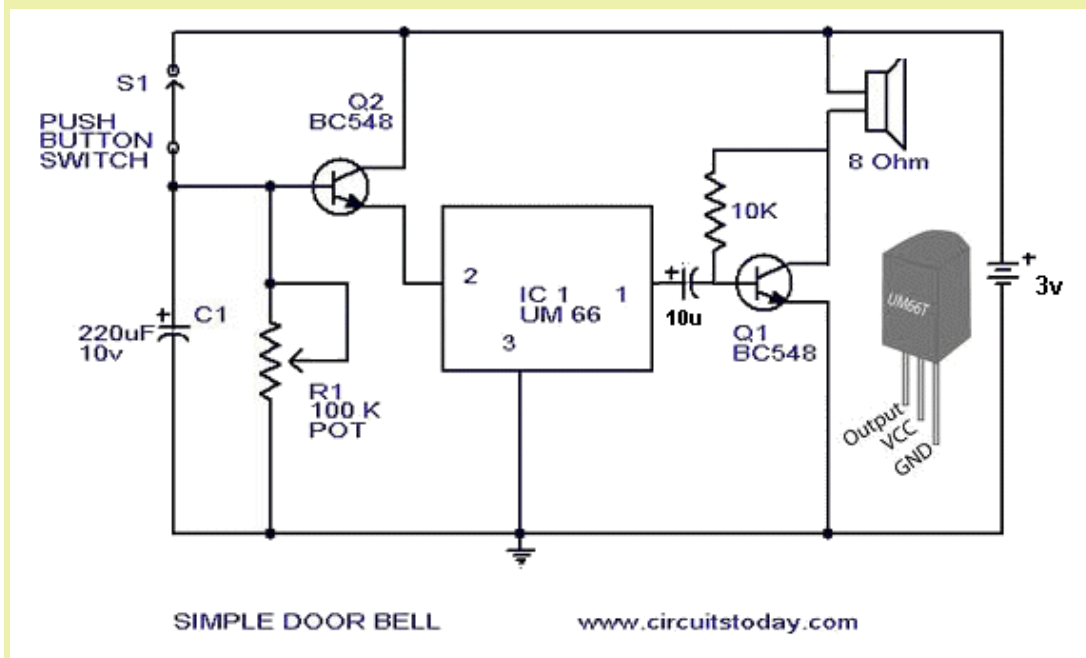 S1
PUSH
BUTTON
SWITCH
Q2
BC548
8 Ohm
10K
2
IC 1
UM 66
1
3
+
10u
Q1
BC548
UM66T
Output
VCC
GND
+
3v
+
C1
220uF
10v
R1
100 K
POT
SIMPLE DOOR BELL
www.circuitstoday.com